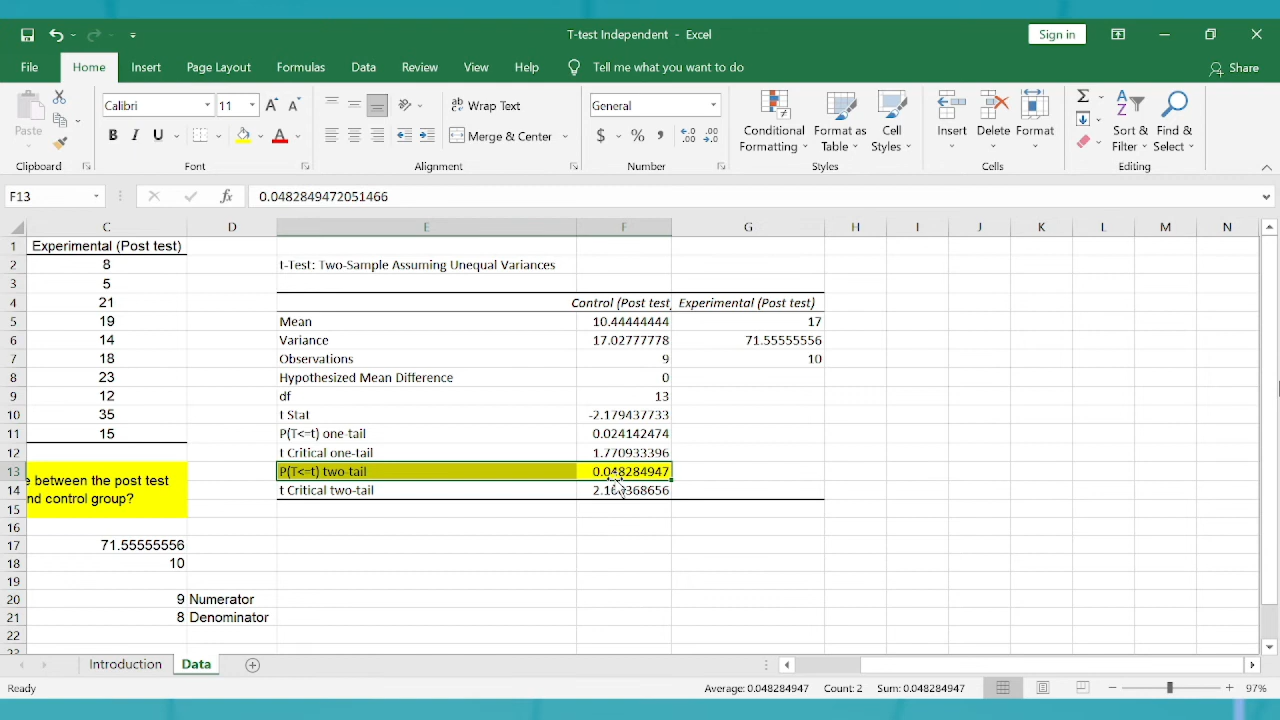 T-test Independent - Excel
Sign in
File Home Insert Page Layout Formulas Data Review View Help Tell me what you want to do Share
Paste Calibri 11 Wrap Text General Conditional Formatting Format as Table Cell Styles Insert Delete Format Sort & Filter Find & Select
B I U A Merge & Center $ % ,
Clipboard Font Alignment Number Styles Cells Editing
F13 fx 0.0482849472051466
C D E F G H I J K L M N
1 Experimental (Post test)
2 8 t-Test: Two-Sample Assuming Unequal Variances
3 5
4 21 Control (Post test Experimental (Post test)
5 19 Mean 10.44444444 17
6 14 Variance 17.02777778 71.55555556
7 18 Observations 9 10
8 23 Hypothesized Mean Difference 0
9 12 df 13
10 35 t Stat -2.179437733
11 15 P(T<=t) one-tail 0.024142474
12 t Critical one-tail 1.770933396
13 P(T<=t) two-tail 0.048284947
e between the post test
14 t Critical two-tail
nd control group?
15
16
17 71.55555556
18 10
19
20 9 Numerator
21 8 Denominator
22
Introduction Data
Ready Average: 0.048284947 Count: 2 Sum: 0.048284947 97%